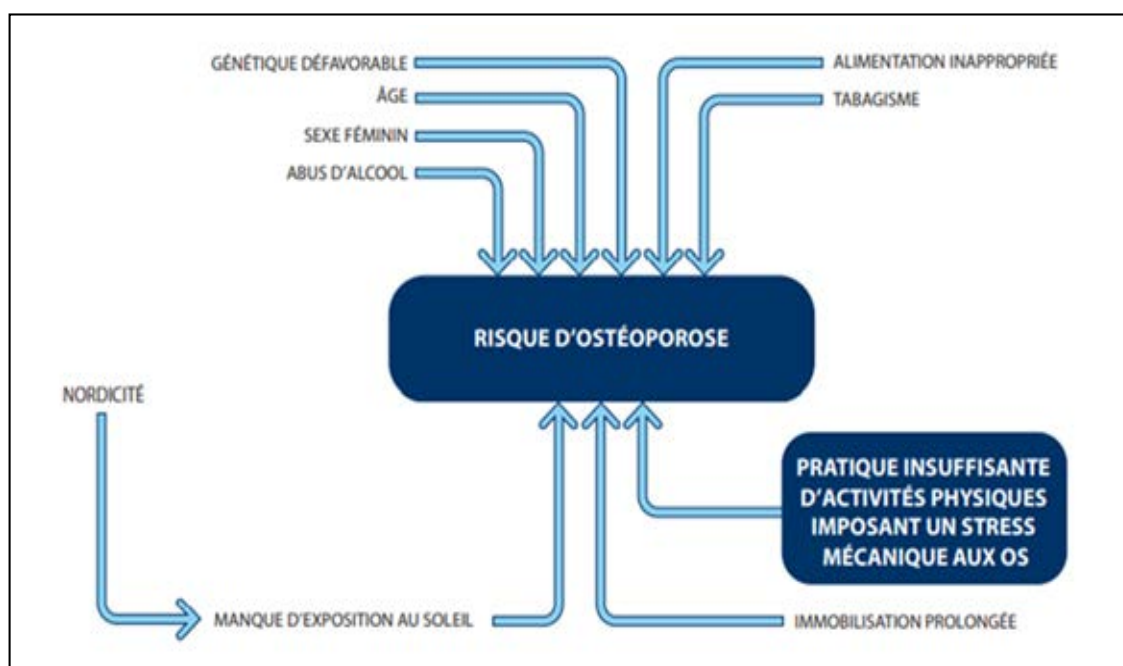 GÉNÉTIQUE DÉFAVORABLE
ÂGE
SEXE FÉMININ
ABUS D'ALCOOL
ALIMENTATION INAPPROPRIÉE
TABAGISME
RISQUE D'OSTÉOPOROSE
NORDICITÉ
PRATIQUE INSUFFISANTE
D'ACTIVITÉS PHYSIQUES
IMPOSANT UN STRESS
MÉCANIQUE AUX OS
MANQUE D'EXPOSITION AU SOLEIL
IMMOBILISATION PROLONGÉE